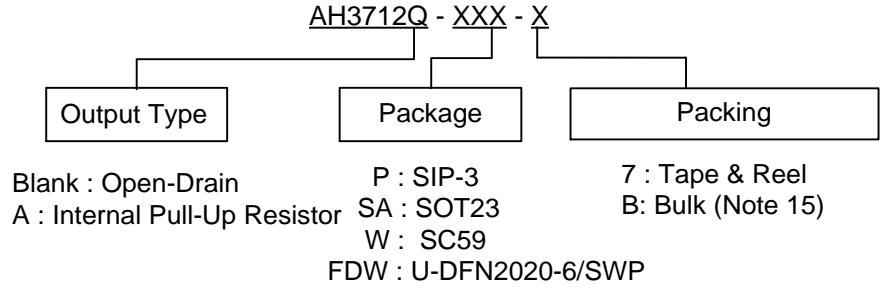 AH3712Q - XXX - X
Output Type
Package
Packing
Blank : Open-Drain
A : Internal Pull-Up Resistor
P : SIP-3
SA : SOT23
W : SC59
FDW : U-DFN2020-6/SWP
7 : Tape & Reel
B: Bulk (Note 15)